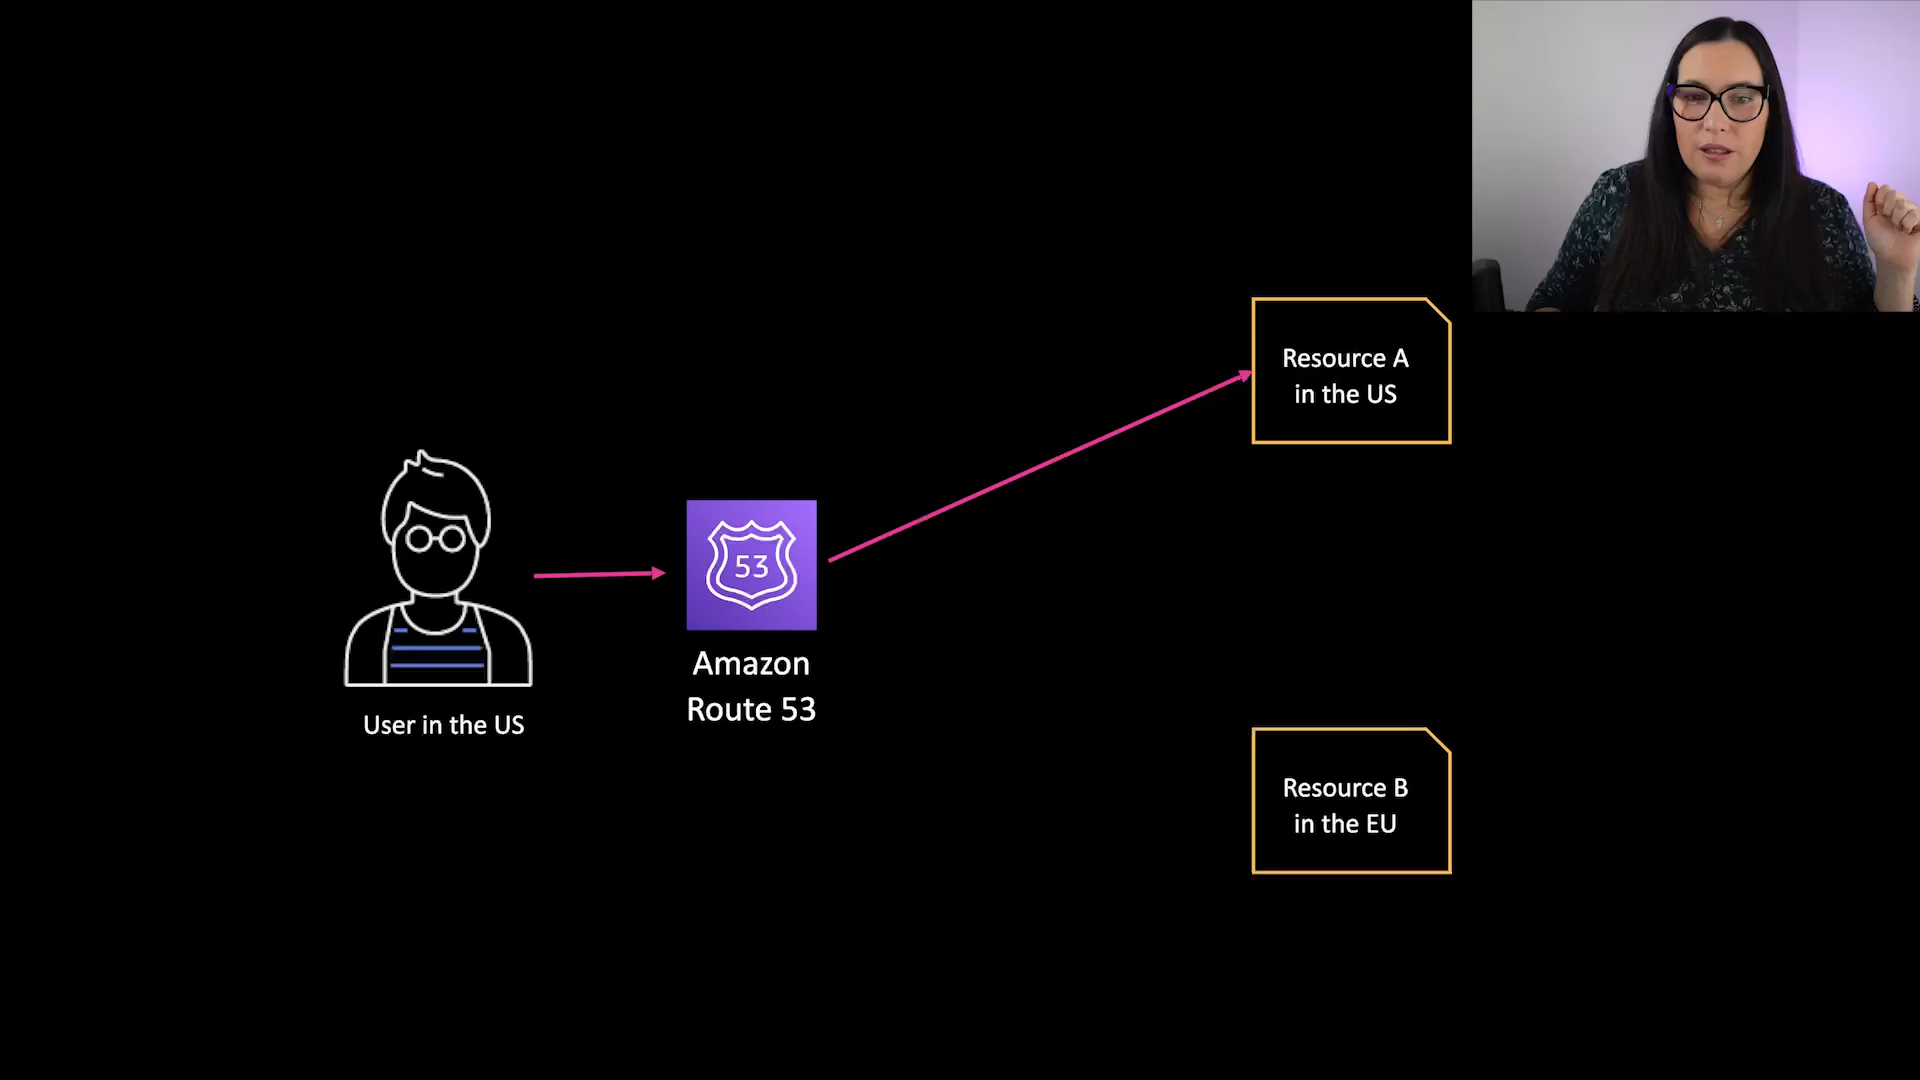 Resource A
in the US
53
Amazon
Route 53
User in the US
Resource B
in the EU